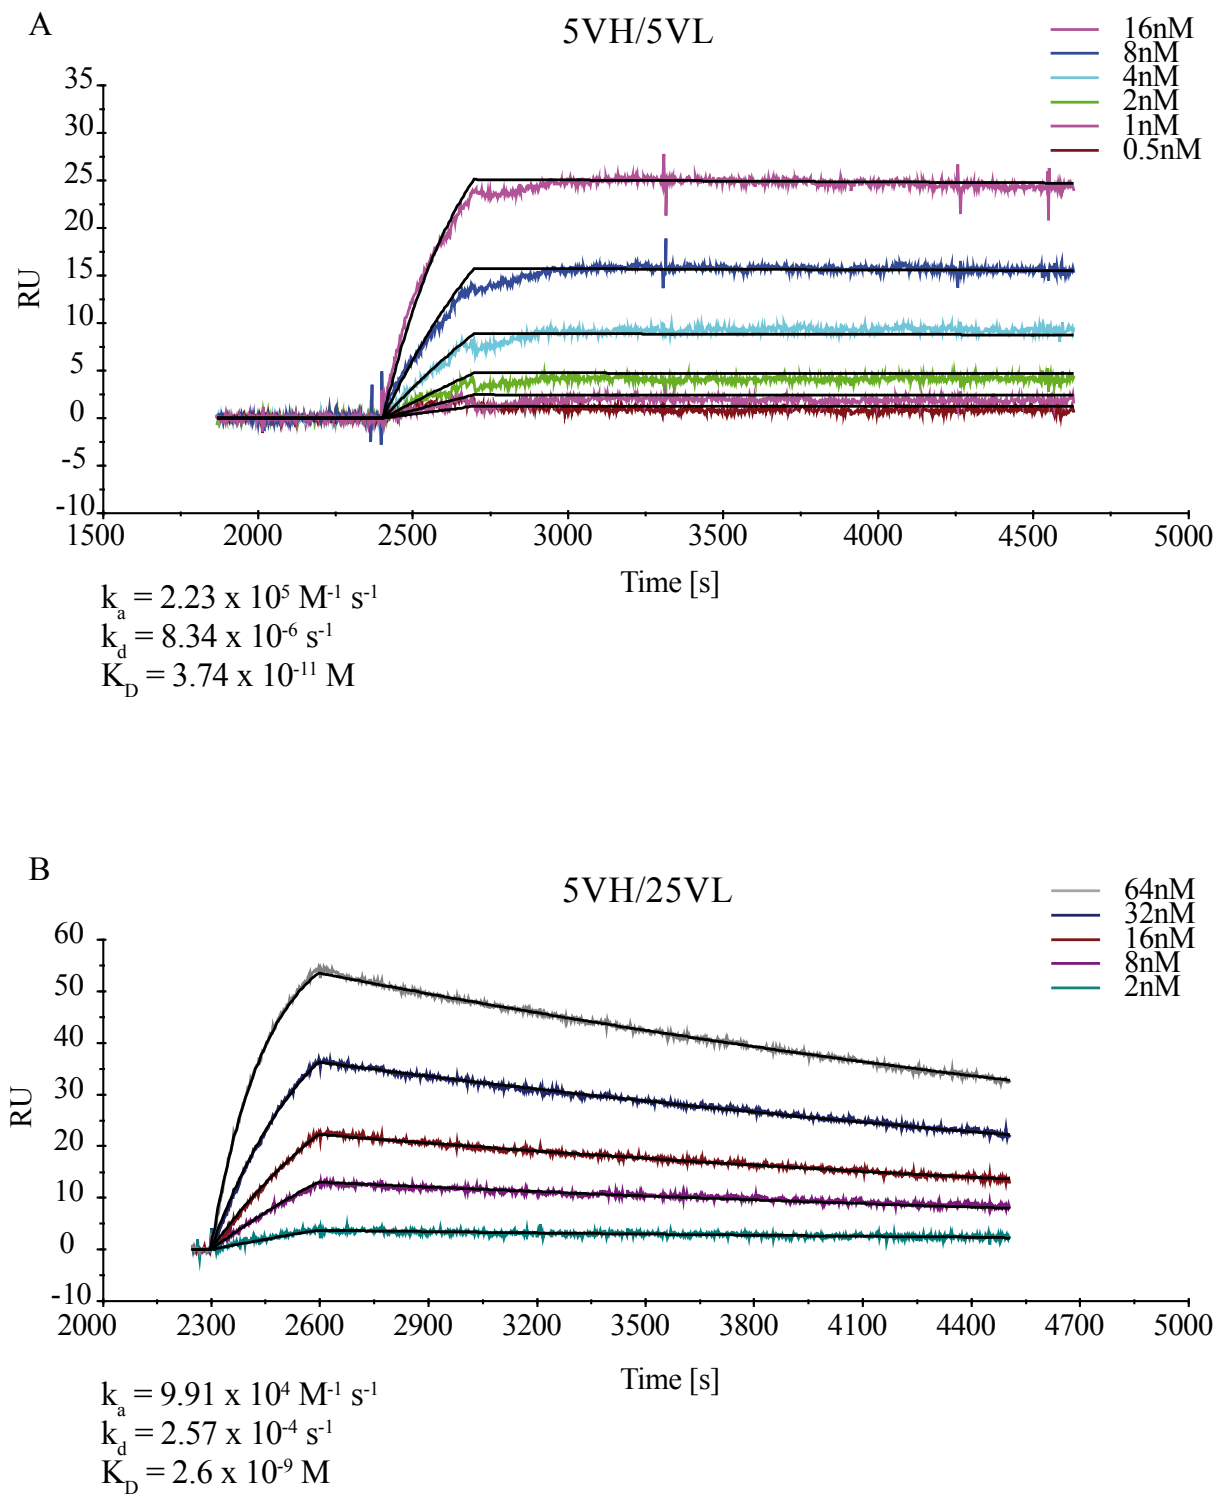 A
5VH/5VL
16nM
8nM
4nM
2nM
1nM
0.5nM
35
30
25
20
15
10
5
0
-5
-10
RU
1500 2000 2500 3000 3500 4000 4500 5000
Time [s]
kₐ = 2.23 x 10⁵ M⁻¹ s⁻¹
k_d = 8.34 x 10⁻⁶ s⁻¹
K_D = 3.74 x 10⁻¹¹ M
B
5VH/25VL
64nM
32nM
16nM
8nM
2nM
60
50
40
30
20
10
0
-10
RU
2000 2300 2600 2900 3200 3500 3800 4100 4400 4700 5000
Time [s]
kₐ = 9.91 x 10⁴ M⁻¹ s⁻¹
k_d = 2.57 x 10⁻⁴ s⁻¹
K_D = 2.6 x 10⁻⁹ M